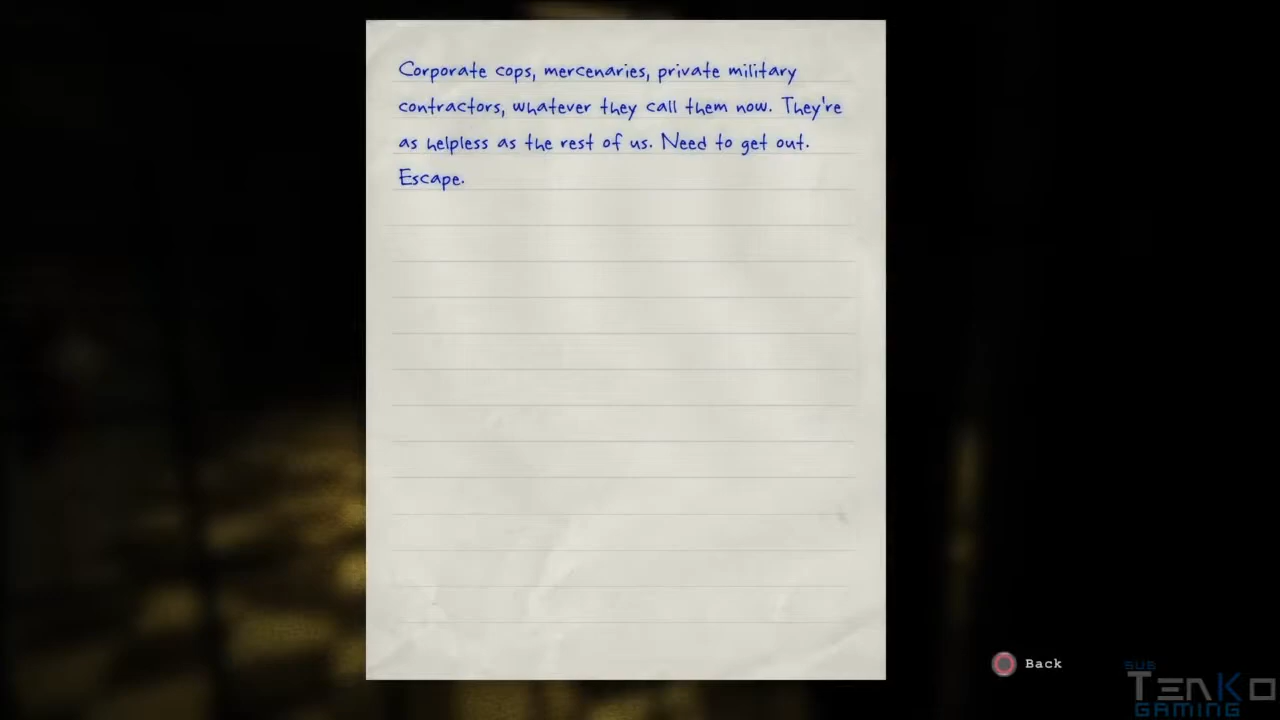 Corporate cops, mercenaries, private military
contractors, whatever they call them now. They're
as helpless as the rest of us. Need to get out.
Escape.
Back
SUB
TENKO
GAMING